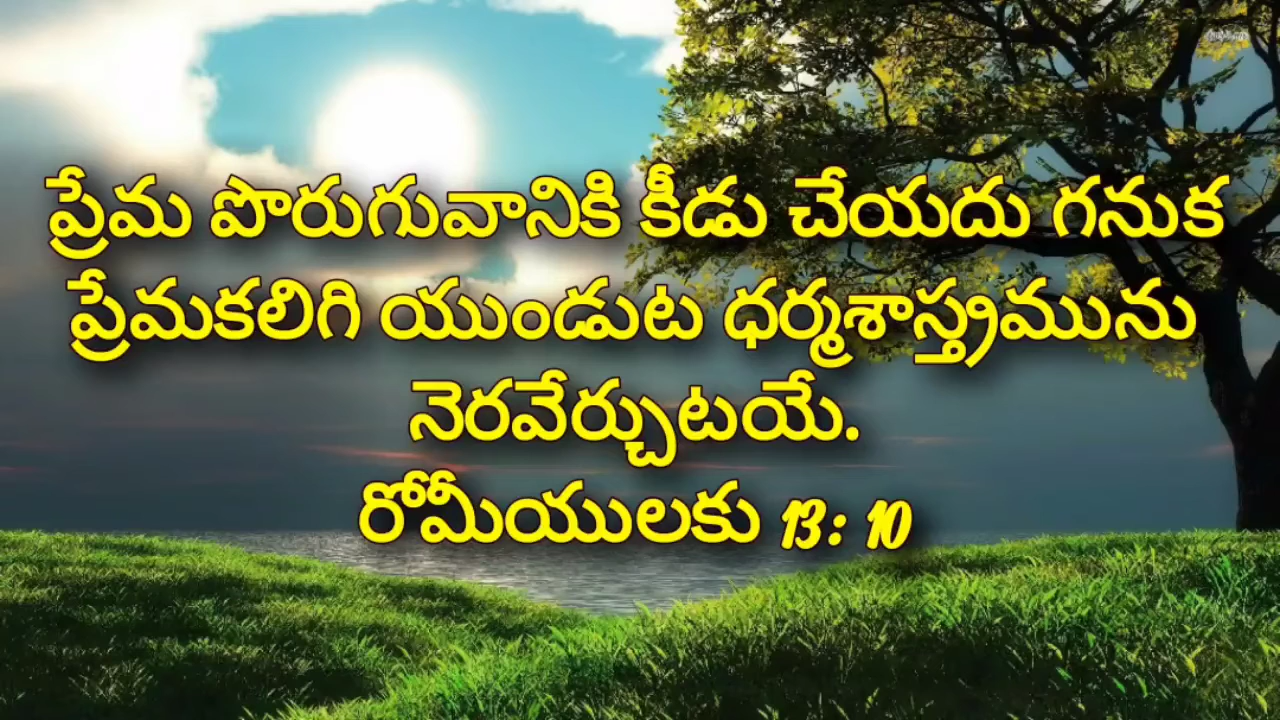 ప్రేమ పొరుగువానికి కీడు చేయదు గనుక
ప్రేమకలిగి యుండుట ధర్మశాస్త్రమును
నెరవేర్చుటయే.
రోమీయులకు 13: 10